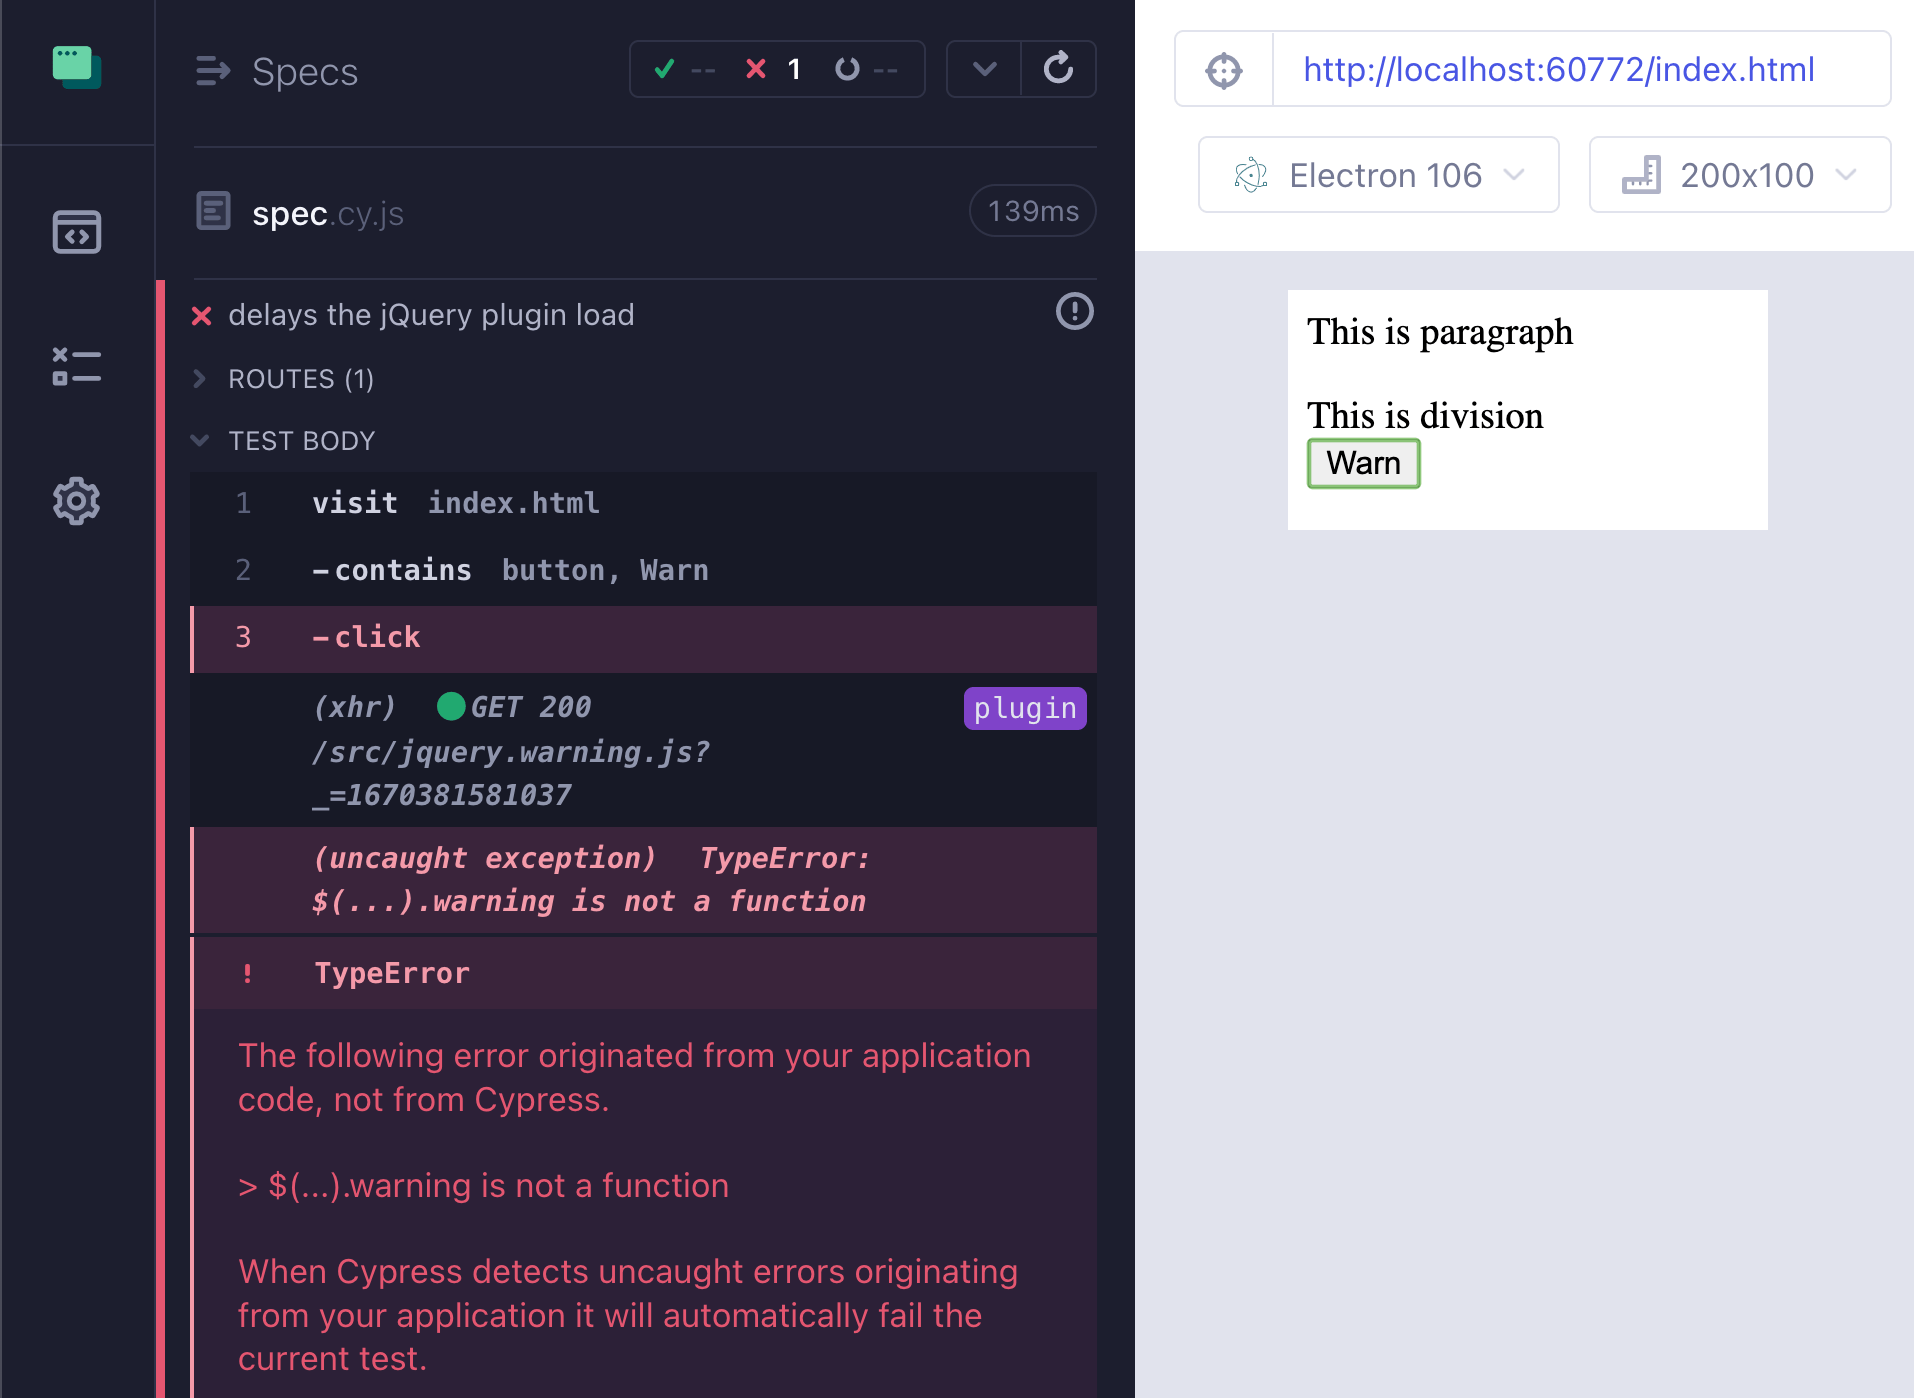 Specs
-- 1 --
spec.cy.js 139ms
delays the jQuery plugin load
ROUTES (1)
TEST BODY
1 visit index.html
2 -contains button, Warn
3 -click
(xhr) GET 200 plugin
/src/jquery.warning.js?
_=1670381581037
(uncaught exception) TypeError:
$(...).warning is not a function
! TypeError
The following error originated from your application
code, not from Cypress.
> $(...).warning is not a function
When Cypress detects uncaught errors originating
from your application it will automatically fail the
current test.
http://localhost:60772/index.html
Electron 106 200x100
This is paragraph
This is division
Warn